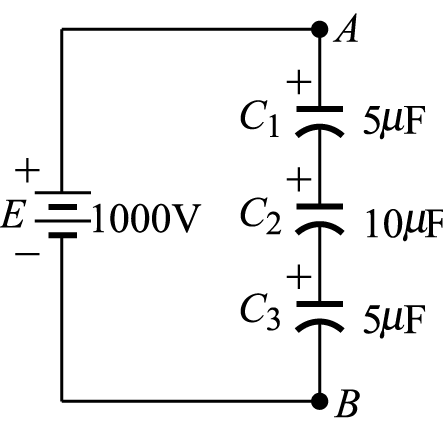 A
+
C1 5µF
+
+
C2 10µF
E 1000V
−
+
C3 5µF
B